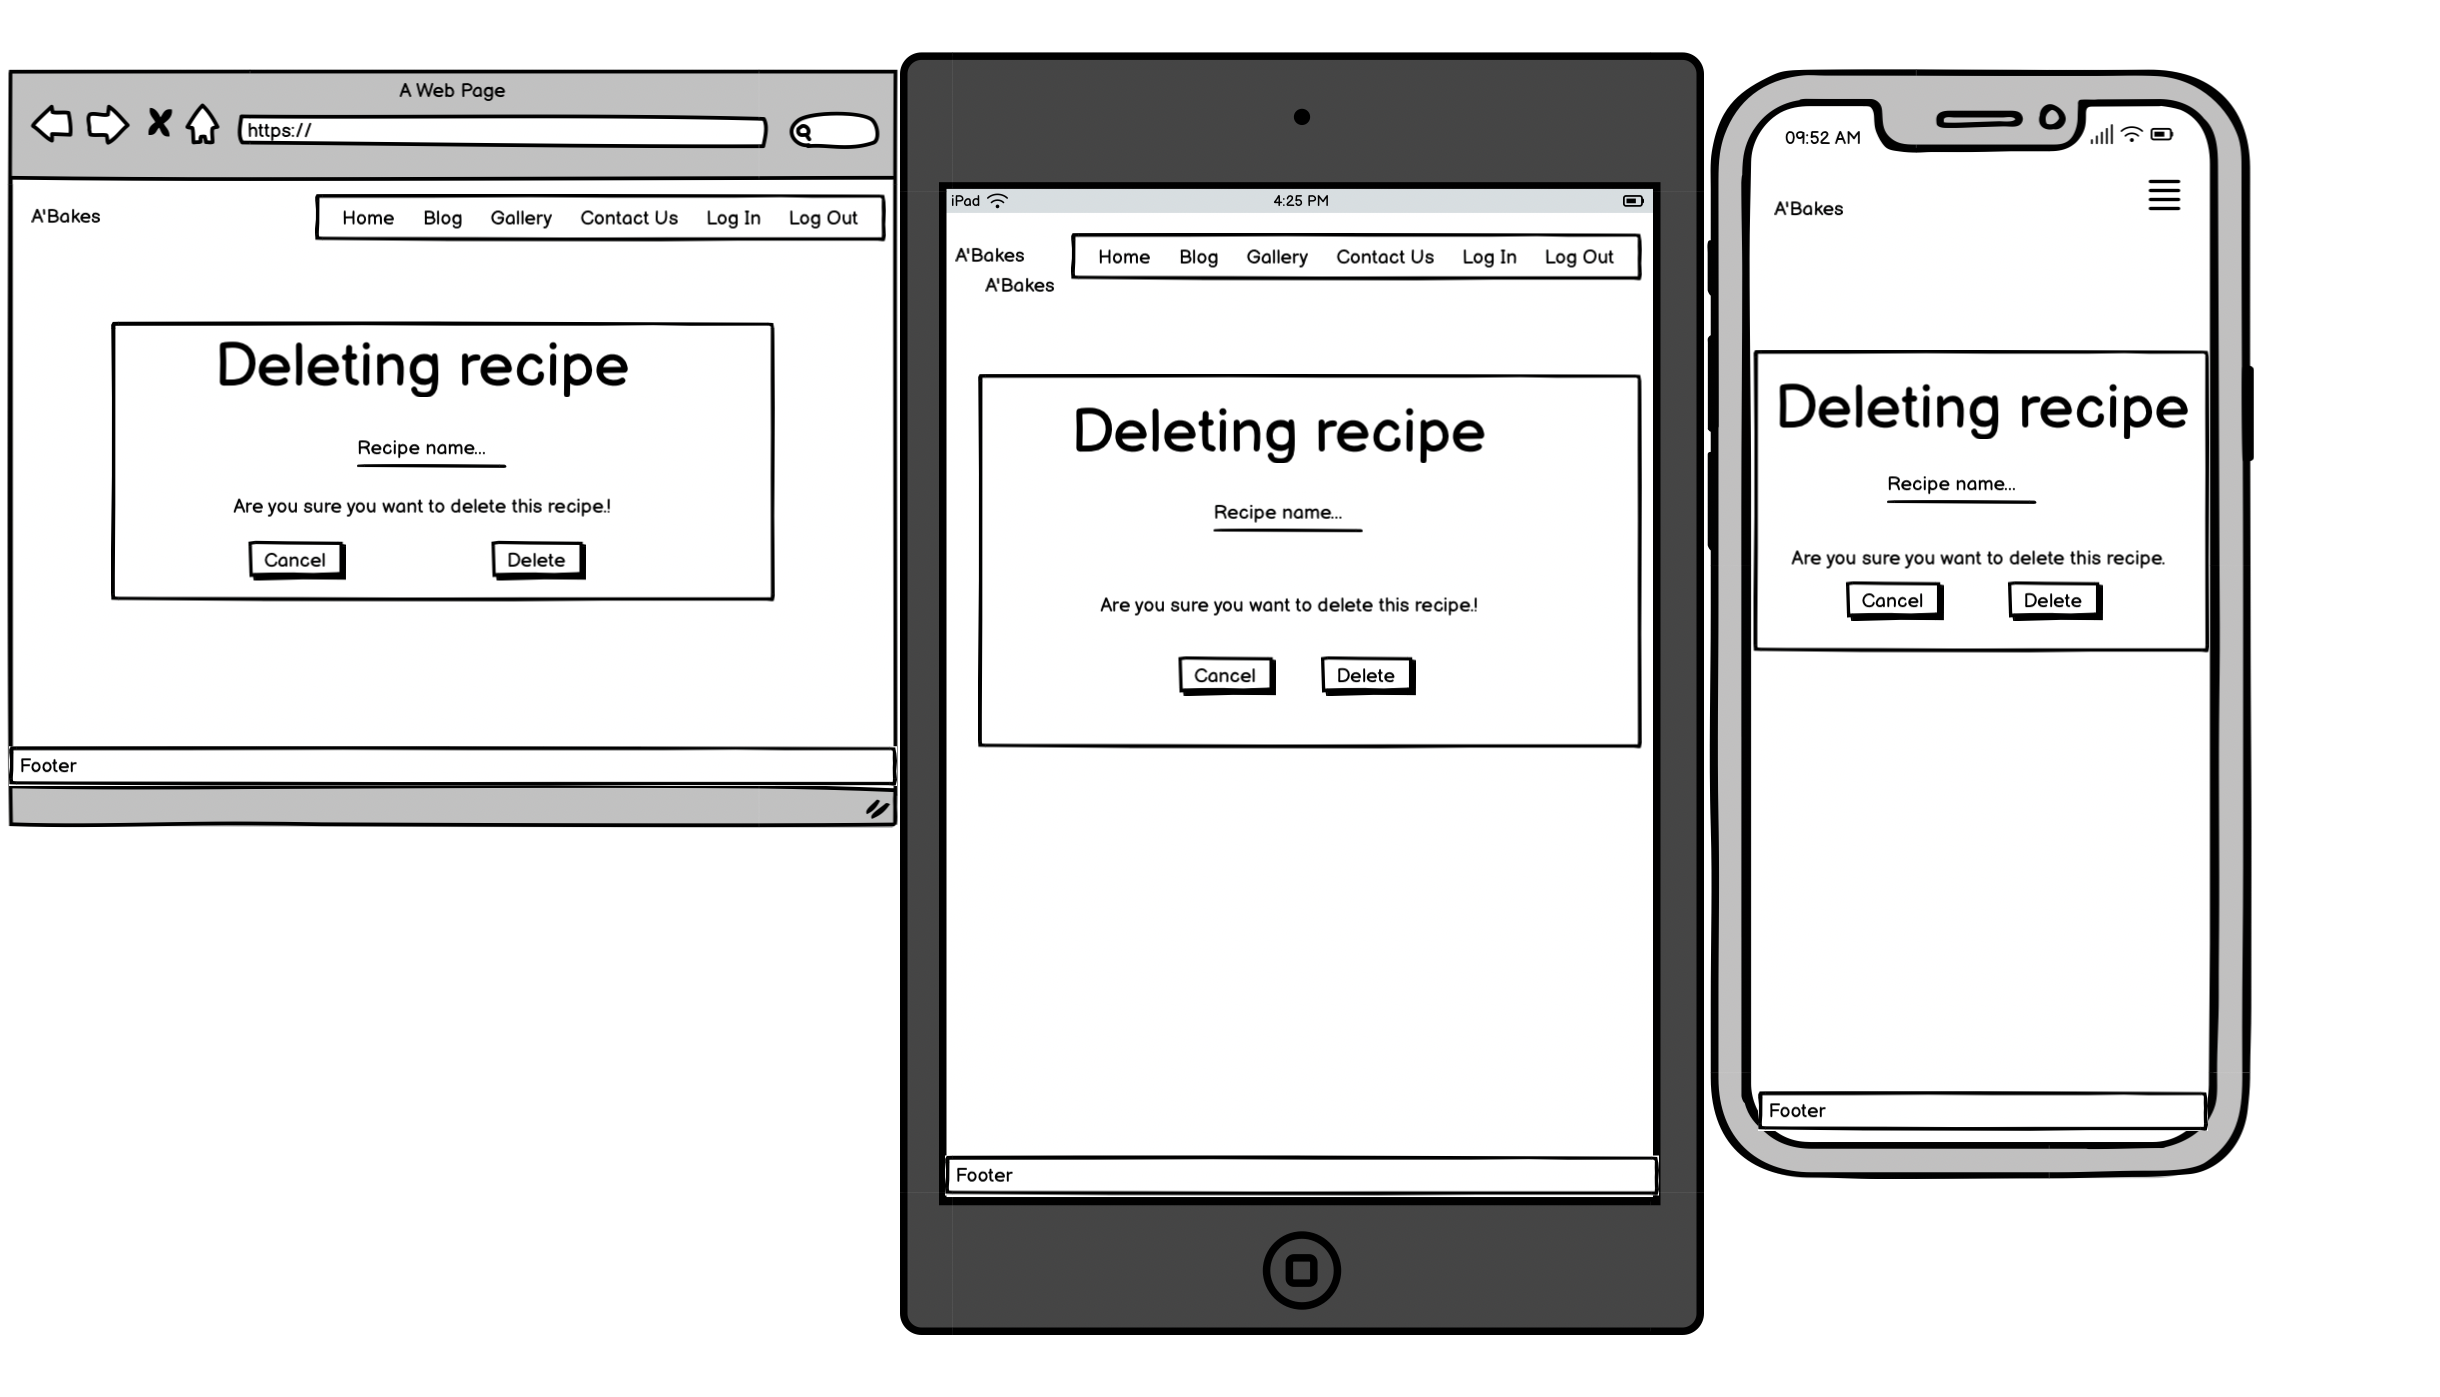 A Web Page
https://
A'Bakes
Home Blog Gallery Contact Us Log In Log Out
Deleting recipe
Recipe name...
Are you sure you want to delete this recipe.!
Cancel Delete
Footer
iPad 4:25 PM
A'Bakes
Home Blog Gallery Contact Us Log In Log Out
A'Bakes
Deleting recipe
Recipe name...
Are you sure you want to delete this recipe.!
Cancel Delete
Footer
09:52 AM
A'Bakes
Deleting recipe
Recipe name...
Are you sure you want to delete this recipe.
Cancel Delete
Footer